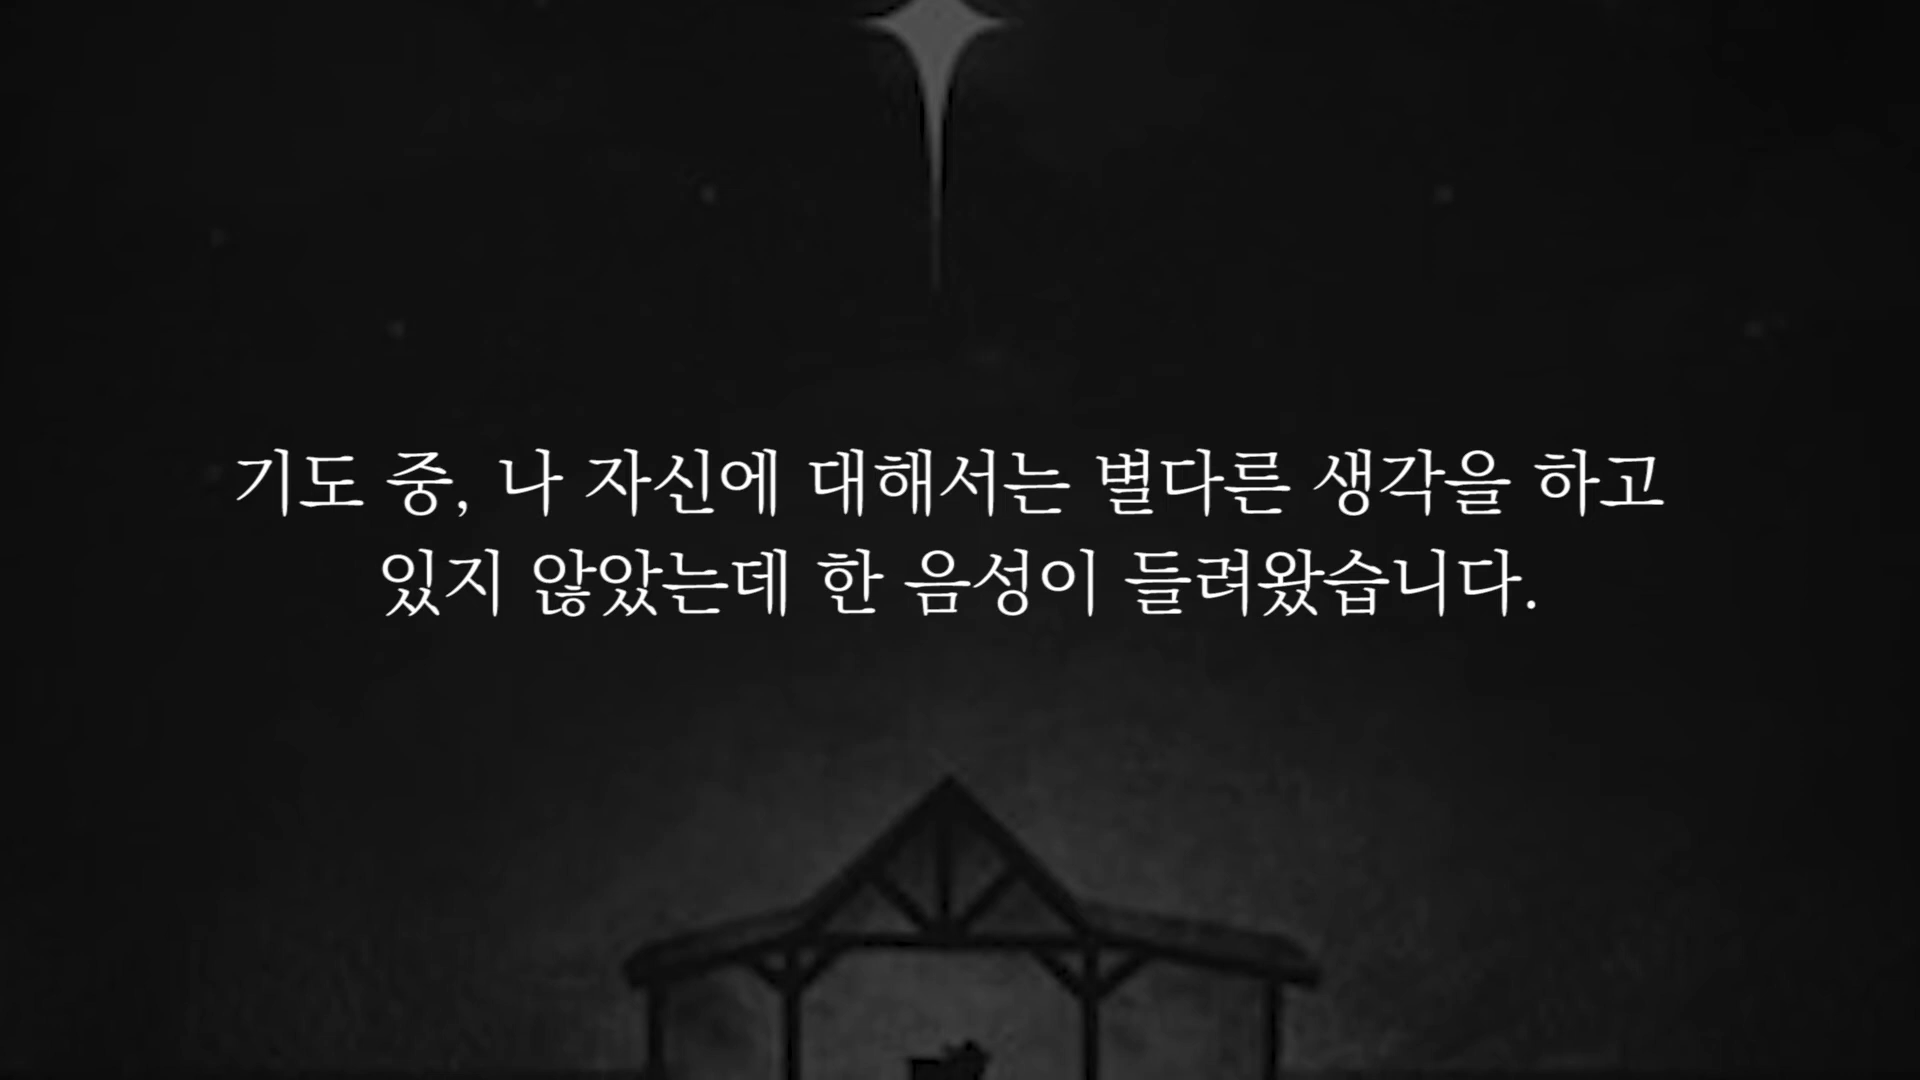 기도 중, 나 자신에 대해서는 별다른 생각을 하고
있지 않았는데 한 음성이 들려왔습니다.